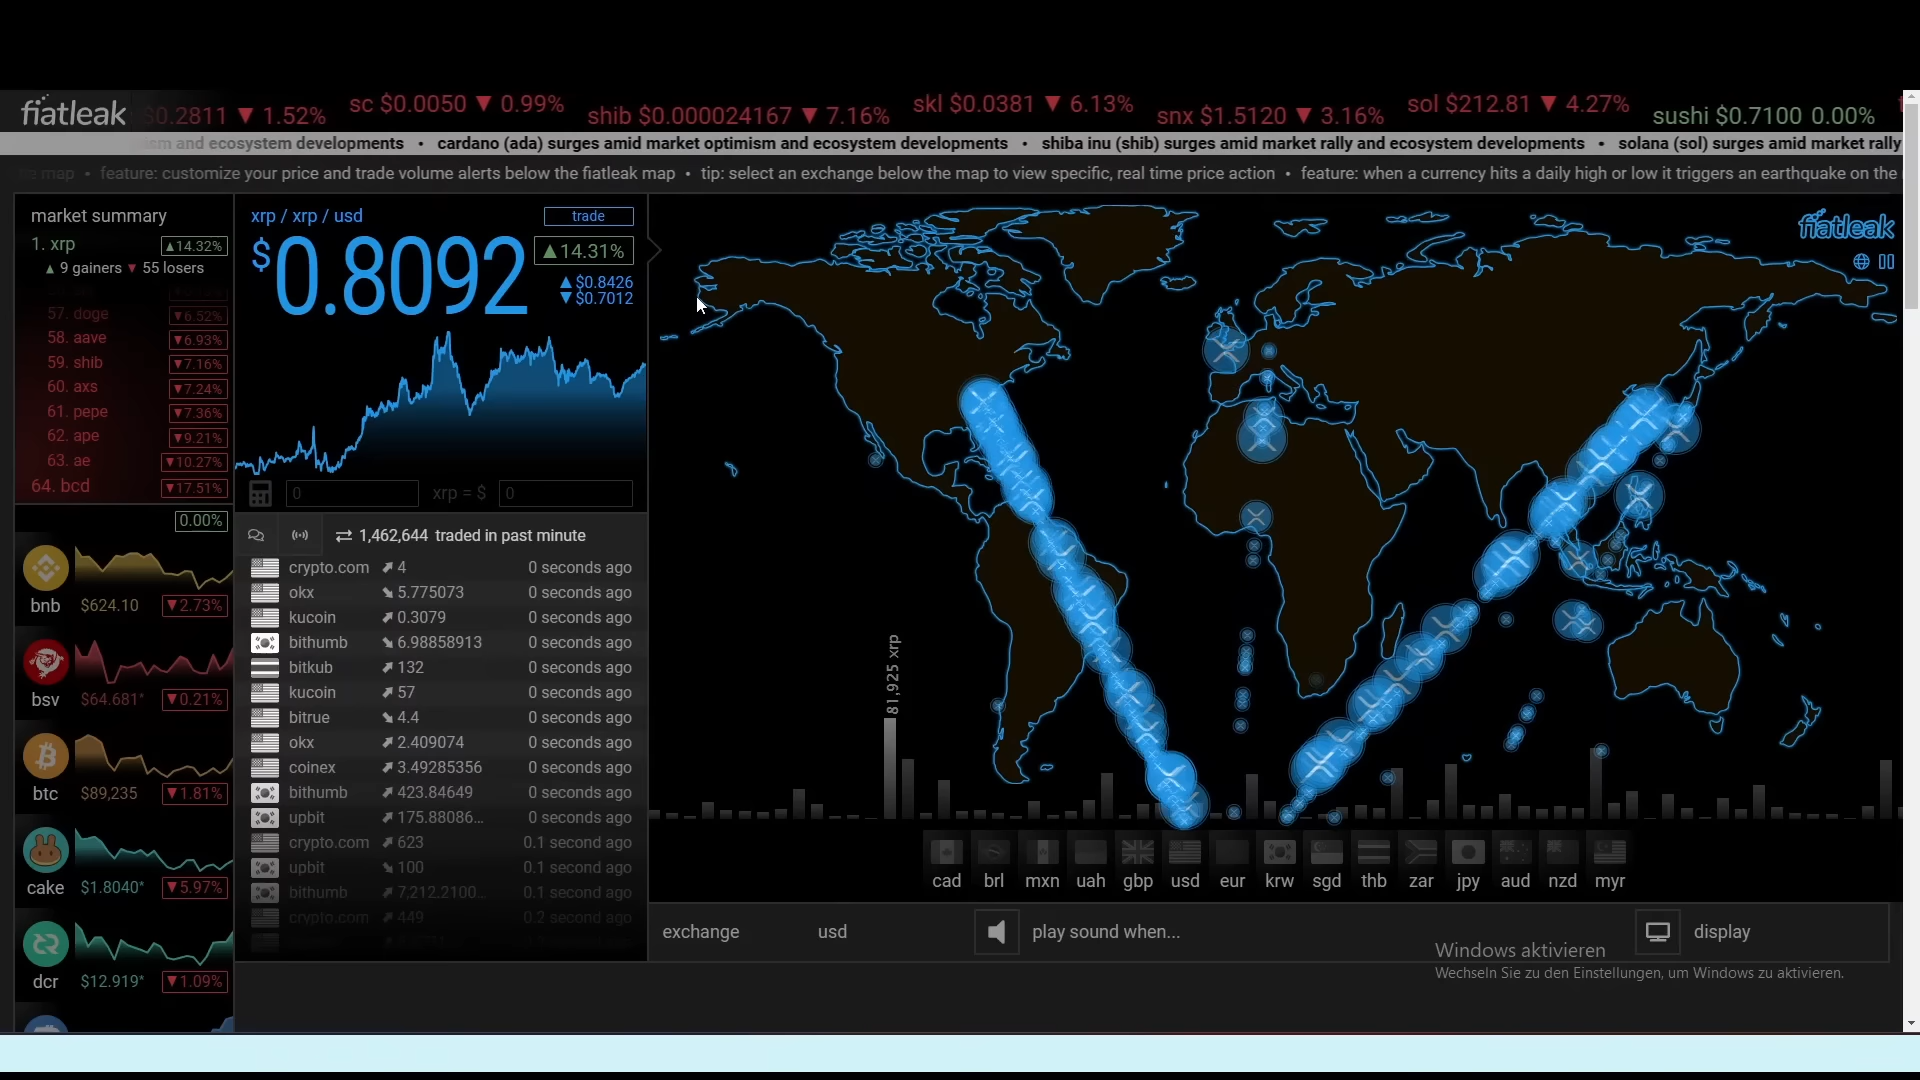 fiatleak
$0.2811 ▼ 1.52%
sc $0.0050 ▼ 0.99%
shib $0.000024167 ▼ 7.16%
skl $0.0381 ▼ 6.13%
snx $1.5120 ▼ 3.16%
sol $212.81 ▼ 4.27%
sushi $0.7100 0.00%
and ecosystem developments • cardano (ada) surges amid market optimism and ecosystem developments • shiba inu (shib) surges amid market rally and ecosystem developments • solana (sol) surges amid market rally
map • feature: customize your price and trade volume alerts below the fiatleak map • tip: select an exchange below the map to view specific, real time price action • feature: when a currency hits a daily high or low it triggers an earthquake on the
market summary
1. xrp ▲14.32%
▲ 9 gainers ▼ 55 losers
57. doge ▼6.52%
58. aave ▼6.93%
59. shib ▼7.16%
60. axs ▼7.24%
61. pepe ▼7.36%
62. ape ▼9.21%
63. ae ▼10.27%
64. bcd ▼17.51%
0.00%
bnb $624.10 ▼2.73%
bsv $64.681* ▼0.21%
btc $89,235 ▼1.81%
cake $1.8040* ▼5.97%
dcr $12.919* ▼1.09%
xrp / xrp / usd
trade
$0.8092
▲14.31%
▲$0.8426
▼$0.7012
0 xrp = $ 0
1,462,644 traded in past minute
crypto.com 4 0 seconds ago
okx 5.775073 0 seconds ago
kucoin 0.3079 0 seconds ago
bithumb 6.98858913 0 seconds ago
bitkub 132 0 seconds ago
kucoin 57 0 seconds ago
bitrue 4.4 0 seconds ago
okx 2.409074 0 seconds ago
coinex 3.49285356 0 seconds ago
bithumb 423.84649 0 seconds ago
upbit 175.88086... 0 seconds ago
crypto.com 623 0.1 second ago
upbit 100 0.1 second ago
bithumb 7,212.2100... 0.1 second ago
crypto.com 449 0.2 second ago
fiatleak
81,925 xrp
cad brl mxn uah gbp usd eur krw sgd thb zar jpy aud nzd myr
exchange usd play sound when... display
Windows aktivieren
Wechseln Sie zu den Einstellungen, um Windows zu aktivieren.